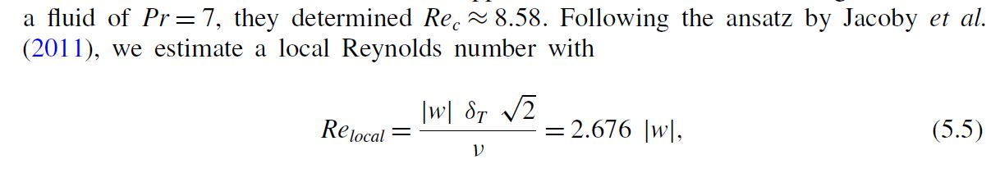 a fluid of Pr = 7, they determined Re_c ≈ 8.58. Following the ansatz by Jacoby et al.
(2011), we estimate a local Reynolds number with
Re_local = |w| δ_T √2 / ν = 2.676 |w|, (5.5)